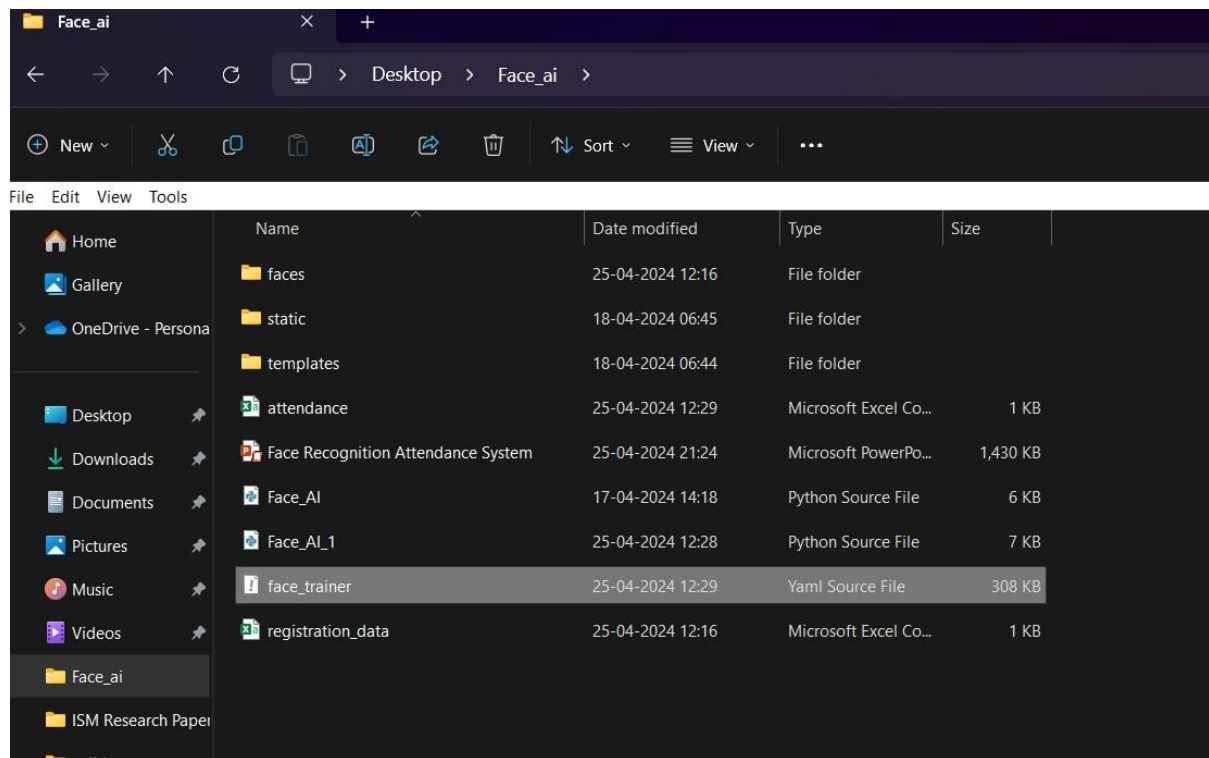 Face_ai
Desktop > Face_ai >
New Sort View
File Edit View Tools
Name Date modified Type Size
Home
Gallery
OneDrive - Persona
Desktop
Downloads
Documents
Pictures
Music
Videos
Face_ai
ISM Research Paper
faces 25-04-2024 12:16 File folder
static 18-04-2024 06:45 File folder
templates 18-04-2024 06:44 File folder
attendance 25-04-2024 12:29 Microsoft Excel Co... 1 KB
Face Recognition Attendance System 25-04-2024 21:24 Microsoft PowerPo... 1,430 KB
Face_AI 17-04-2024 14:18 Python Source File 6 KB
Face_AI_1 25-04-2024 12:28 Python Source File 7 KB
face_trainer 25-04-2024 12:29 Yaml Source File 308 KB
registration_data 25-04-2024 12:16 Microsoft Excel Co... 1 KB